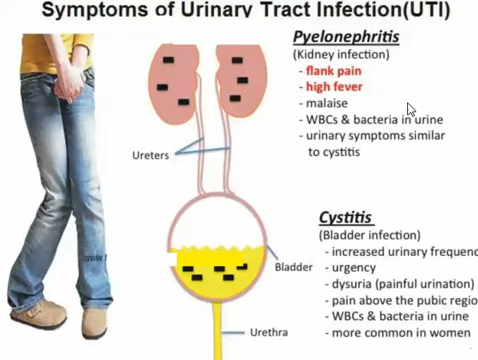 Symptoms of Urinary Tract Infection(UTI)
Pyelonephritis
(Kidney infection)
- flank pain
- high fever
- malaise
- WBCs & bacteria in urine
- urinary symptoms similar
to cystitis
Ureters
Cystitis
(Bladder infection)
- increased urinary frequenc
- urgency
- dysuria (painful urination)
- pain above the pubic regio
- WBCs & bacteria in urine
- more common in women
Bladder
Urethra